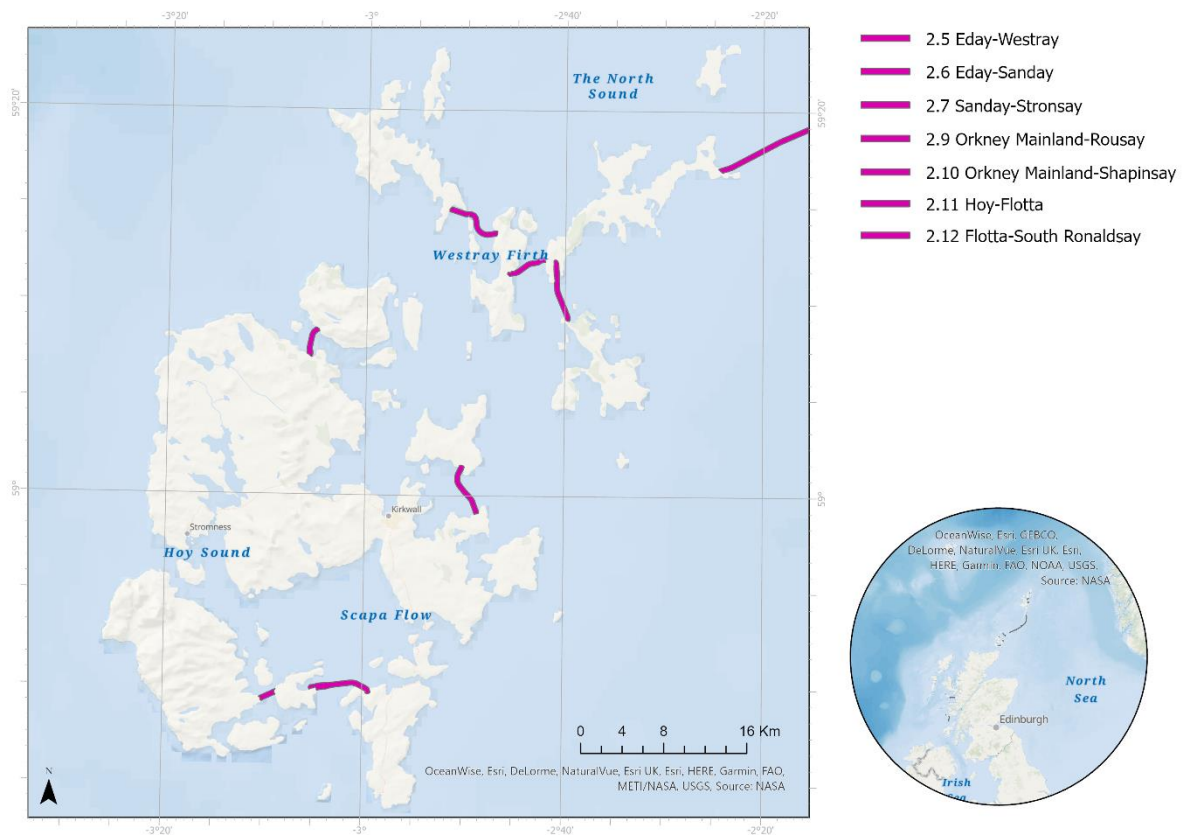 -3°20'
-3°
-2°40'
-2°20'
59°20'
59°20'
59°
59°
The North
Sound
Westray Firth
Kirkwall
Stromness
Hoy Sound
Scapa Flow
0 4 8 16 Km
OceanWise, Esri, DeLorme, NaturalVue, Esri UK, Esri, HERE, Garmin, FAO,
METI/NASA, USGS, Source: NASA
N
-3°20'
-3°
-2°40'
-2°20'
2.5 Eday-Westray
2.6 Eday-Sanday
2.7 Sanday-Stronsay
2.9 Orkney Mainland-Rousay
2.10 Orkney Mainland-Shapinsay
2.11 Hoy-Flotta
2.12 Flotta-South Ronaldsay
OceanWise, Esri, GEBCO,
DeLorme, NaturalVue, Esri UK, Esri,
HERE, Garmin, FAO, NOAA, USGS,
Source: NASA
North
Sea
Edinburgh
Irish
Sea